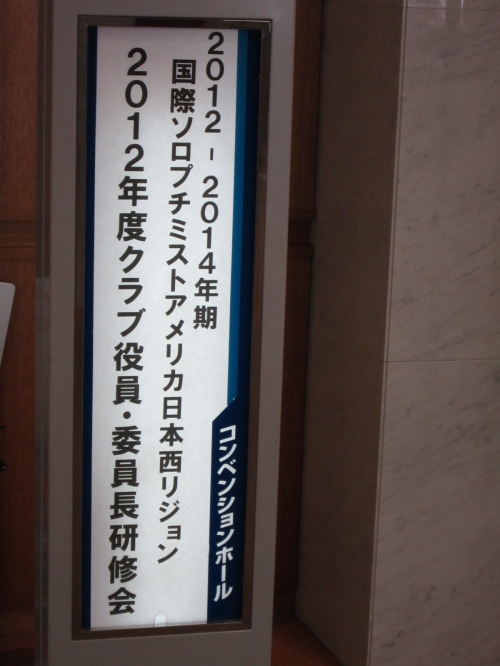 2012-2014年期
国際ソロプチミストアメリカ日本西リジョン
2012年度クラブ役員・委員長研修会
コンベンションホール